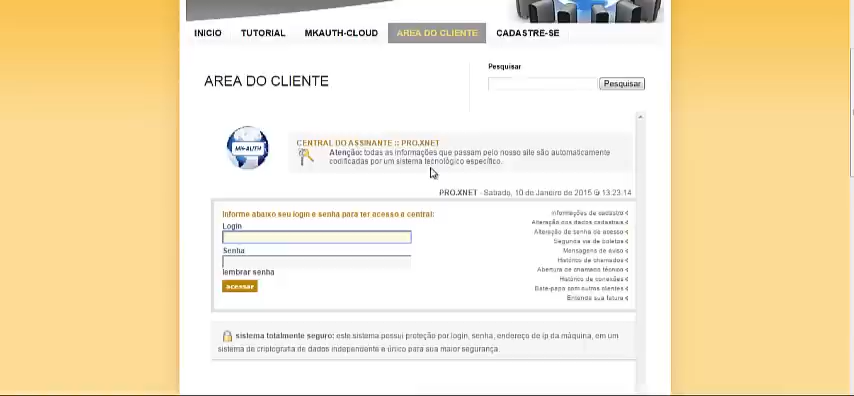 INICIO TUTORIAL MKAUTH-CLOUD AREA DO CLIENTE CADASTRE-SE
Pesquisar
AREA DO CLIENTE
Pesquisar
MK-AUTH
CENTRAL DO ASSINANTE :: PRO.XNET
Atenção: todas as informações que passam pelo nosso site são automaticamente
codificadas por um sistema tecnológico específico.
PRO.XNET - Sabado, 10 de Janeiro de 2015 13:23:14
Informe abaixo seu login e senha para ter acesso a central:
Login
Senha
lembrar senha
acessar
Informações de cadastro
Alteração dos dados cadastrais
Alteração de senha de acesso
Segunda via de boletos
Mensagens de aviso
Histórico de chamados
Abertura de chamado técnico
Histórico de conexões
Bate-papo com outros clientes
Entenda sua fatura
sistema totalmente seguro: este sistema possui proteção por login, senha, endereço de ip da máquina, em um
sistema de criptografia de dados independente e único para sua maior segurança.